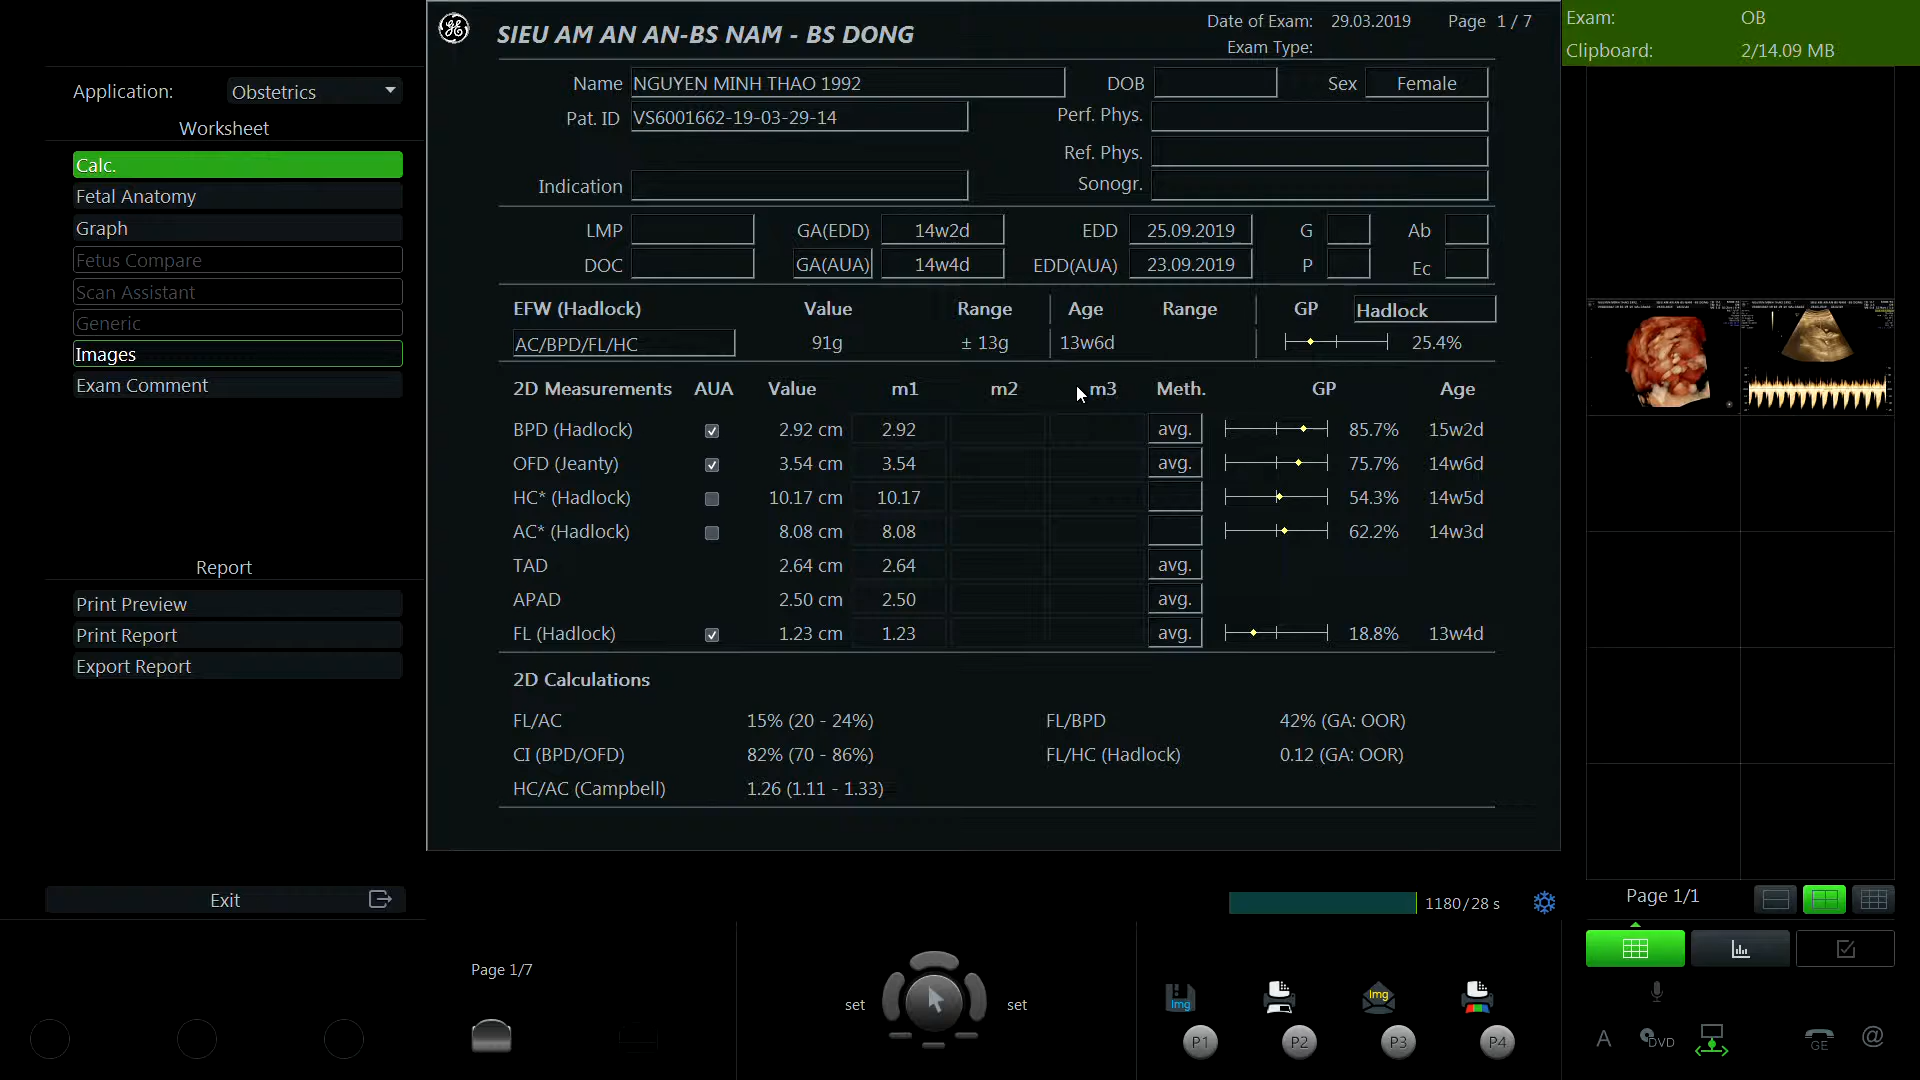 SIEU AM AN AN-BS NAM - BS DONG
Date of Exam: 29.03.2019 Page 1 / 7
Exam Type:
Exam: OB
Clipboard: 2/14.09 MB
Application: Obstetrics
Worksheet
Calc.
Fetal Anatomy
Graph
Fetus Compare
Scan Assistant
Generic
Images
Exam Comment
Report
Print Preview
Print Report
Export Report
Exit
Name NGUYEN MINH THAO 1992 DOB Sex Female
Pat. ID VS6001662-19-03-29-14 Perf. Phys.
Ref. Phys.
Indication Sonogr.
LMP GA(EDD) 14w2d EDD 25.09.2019 G Ab
DOC GA(AUA) 14w4d EDD(AUA) 23.09.2019 P Ec
EFW (Hadlock) Value Range Age Range GP Hadlock
AC/BPD/FL/HC 91g ± 13g 13w6d 25.4%
2D Measurements AUA Value m1 m2 m3 Meth. GP Age
BPD (Hadlock) 2.92 cm 2.92 avg. 85.7% 15w2d
OFD (Jeanty) 3.54 cm 3.54 avg. 75.7% 14w6d
HC* (Hadlock) 10.17 cm 10.17 54.3% 14w5d
AC* (Hadlock) 8.08 cm 8.08 62.2% 14w3d
TAD 2.64 cm 2.64 avg.
APAD 2.50 cm 2.50 avg.
FL (Hadlock) 1.23 cm 1.23 avg. 18.8% 13w4d
2D Calculations
FL/AC 15% (20 - 24%) FL/BPD 42% (GA: OOR)
CI (BPD/OFD) 82% (70 - 86%) FL/HC (Hadlock) 0.12 (GA: OOR)
HC/AC (Campbell) 1.26 (1.11 - 1.33)
1180/28 s
Page 1/1
Page 1/7
set set
Img Img
P1 P2 P3 P4
A DVD GE @